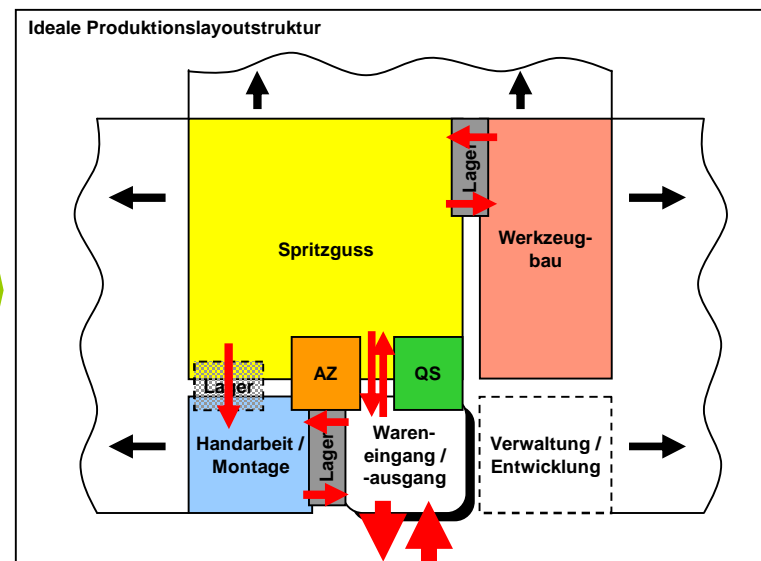 Ideale Produktionslayoutstruktur
Lager
Spritzguss
Werkzeug-
bau
AZ
QS
Lager
Handarbeit /
Montage
Lager
Waren-
eingang /
-ausgang
Verwaltung /
Entwicklung